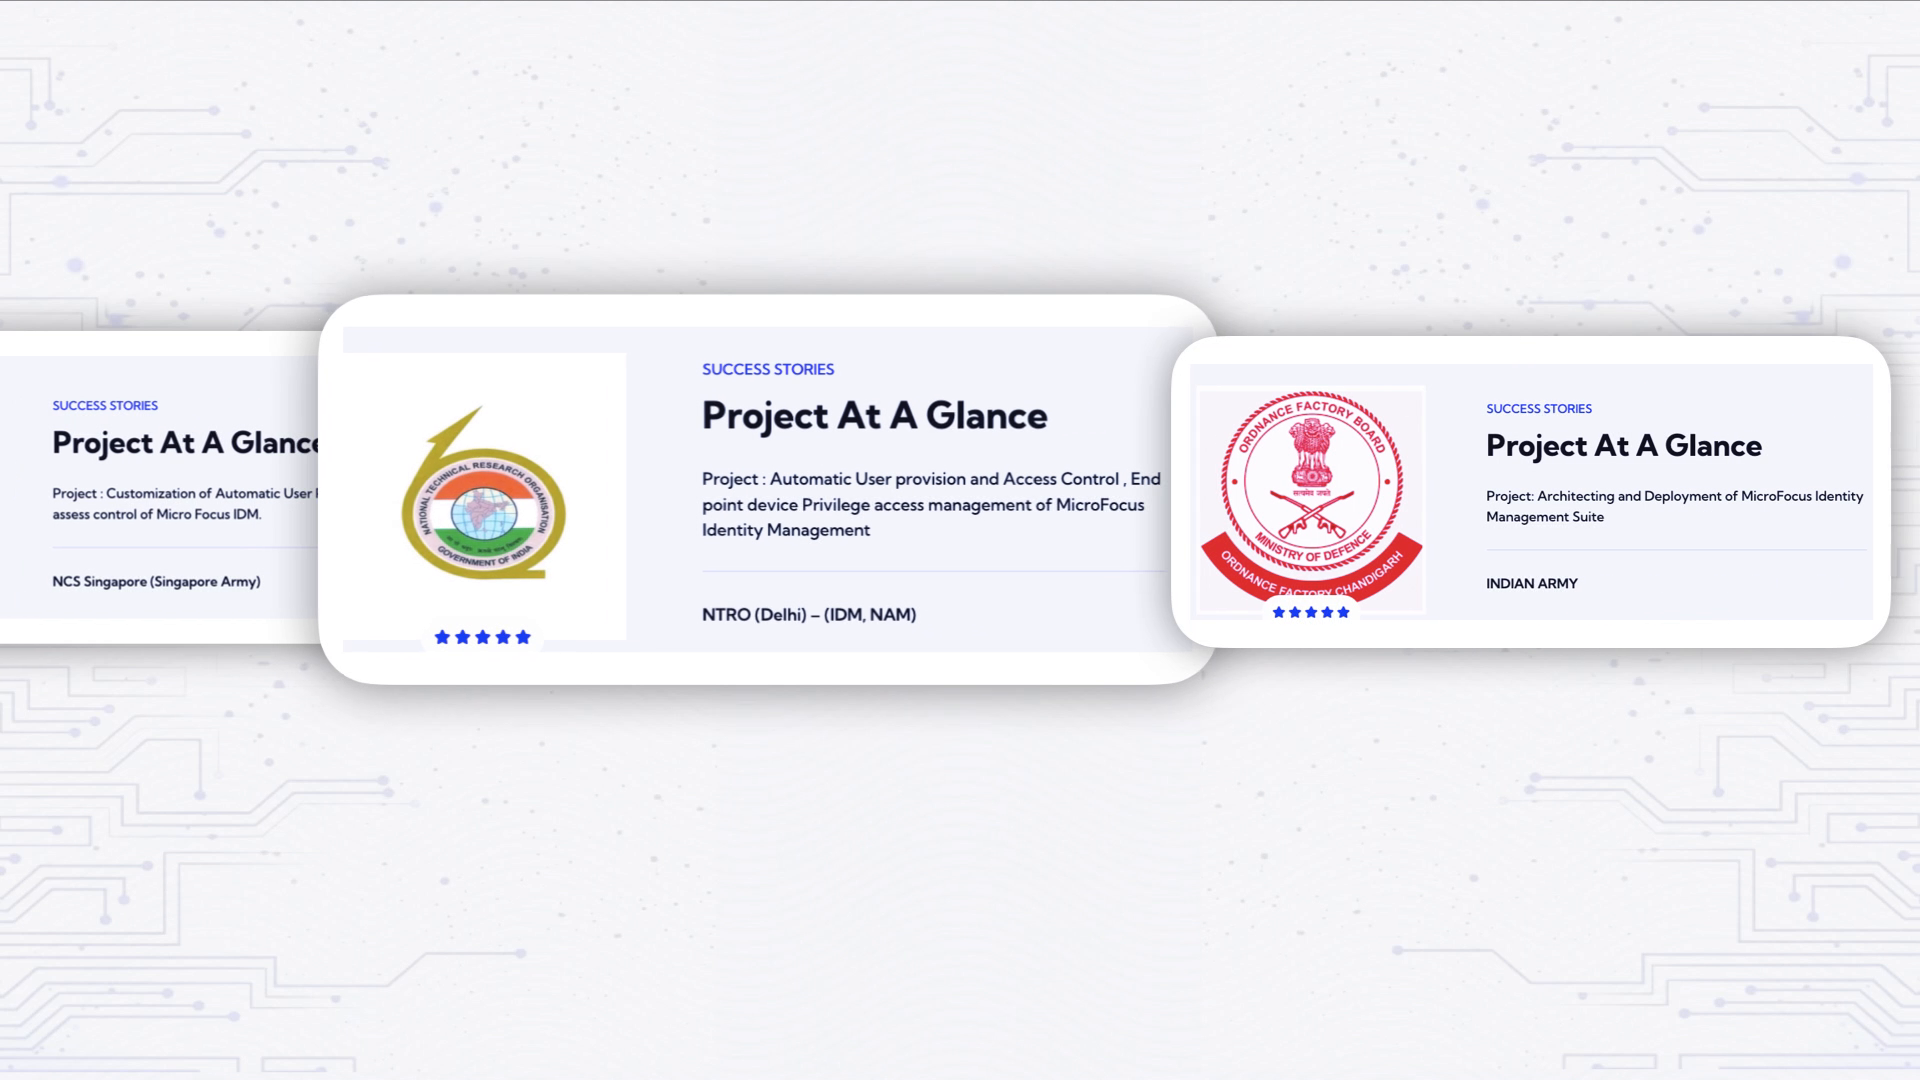 SUCCESS STORIES
Project At A Glance
Project : Customization of Automatic User
assess control of Micro Focus IDM.
NCS Singapore (Singapore Army)
NATIONAL TECHNICAL RESEARCH ORGANISATION
GOVERNMENT OF INDIA
SUCCESS STORIES
Project At A Glance
Project : Automatic User provision and Access Control , End
point device Privilege access management of MicroFocus
Identity Management
NTRO (Delhi) – (IDM, NAM)
ORDNANCE FACTORY BOARD
सत्यमेव जयते
MINISTRY OF DEFENCE
ORDNANCE FACTORY CHANDIGARH
SUCCESS STORIES
Project At A Glance
Project: Architecting and Deployment of MicroFocus Identity
Management Suite
INDIAN ARMY